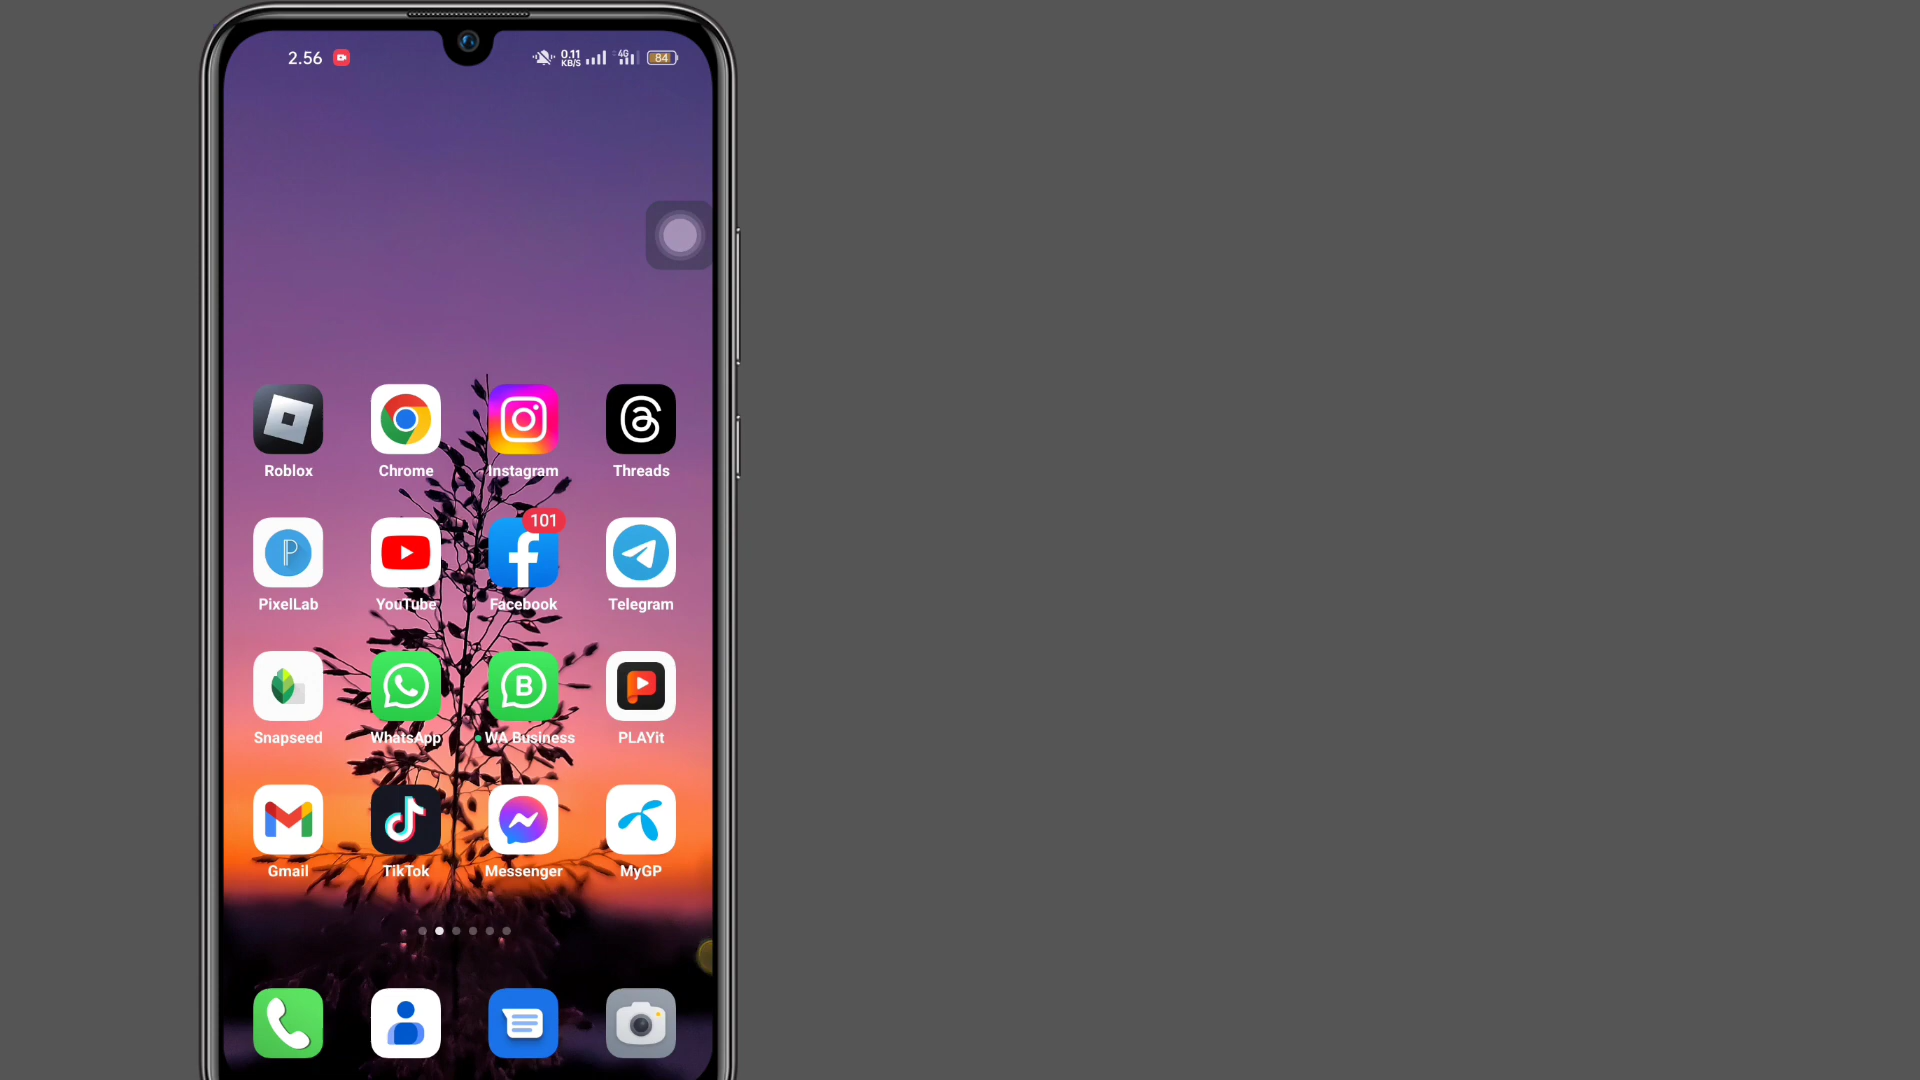 2.56 0.11 KB/S 4G 84
Roblox Chrome Instagram Threads
101
PixelLab YouTube Facebook Telegram
B
Snapseed WhatsApp WA Business PLAYit
Gmail TikTok Messenger MyGP